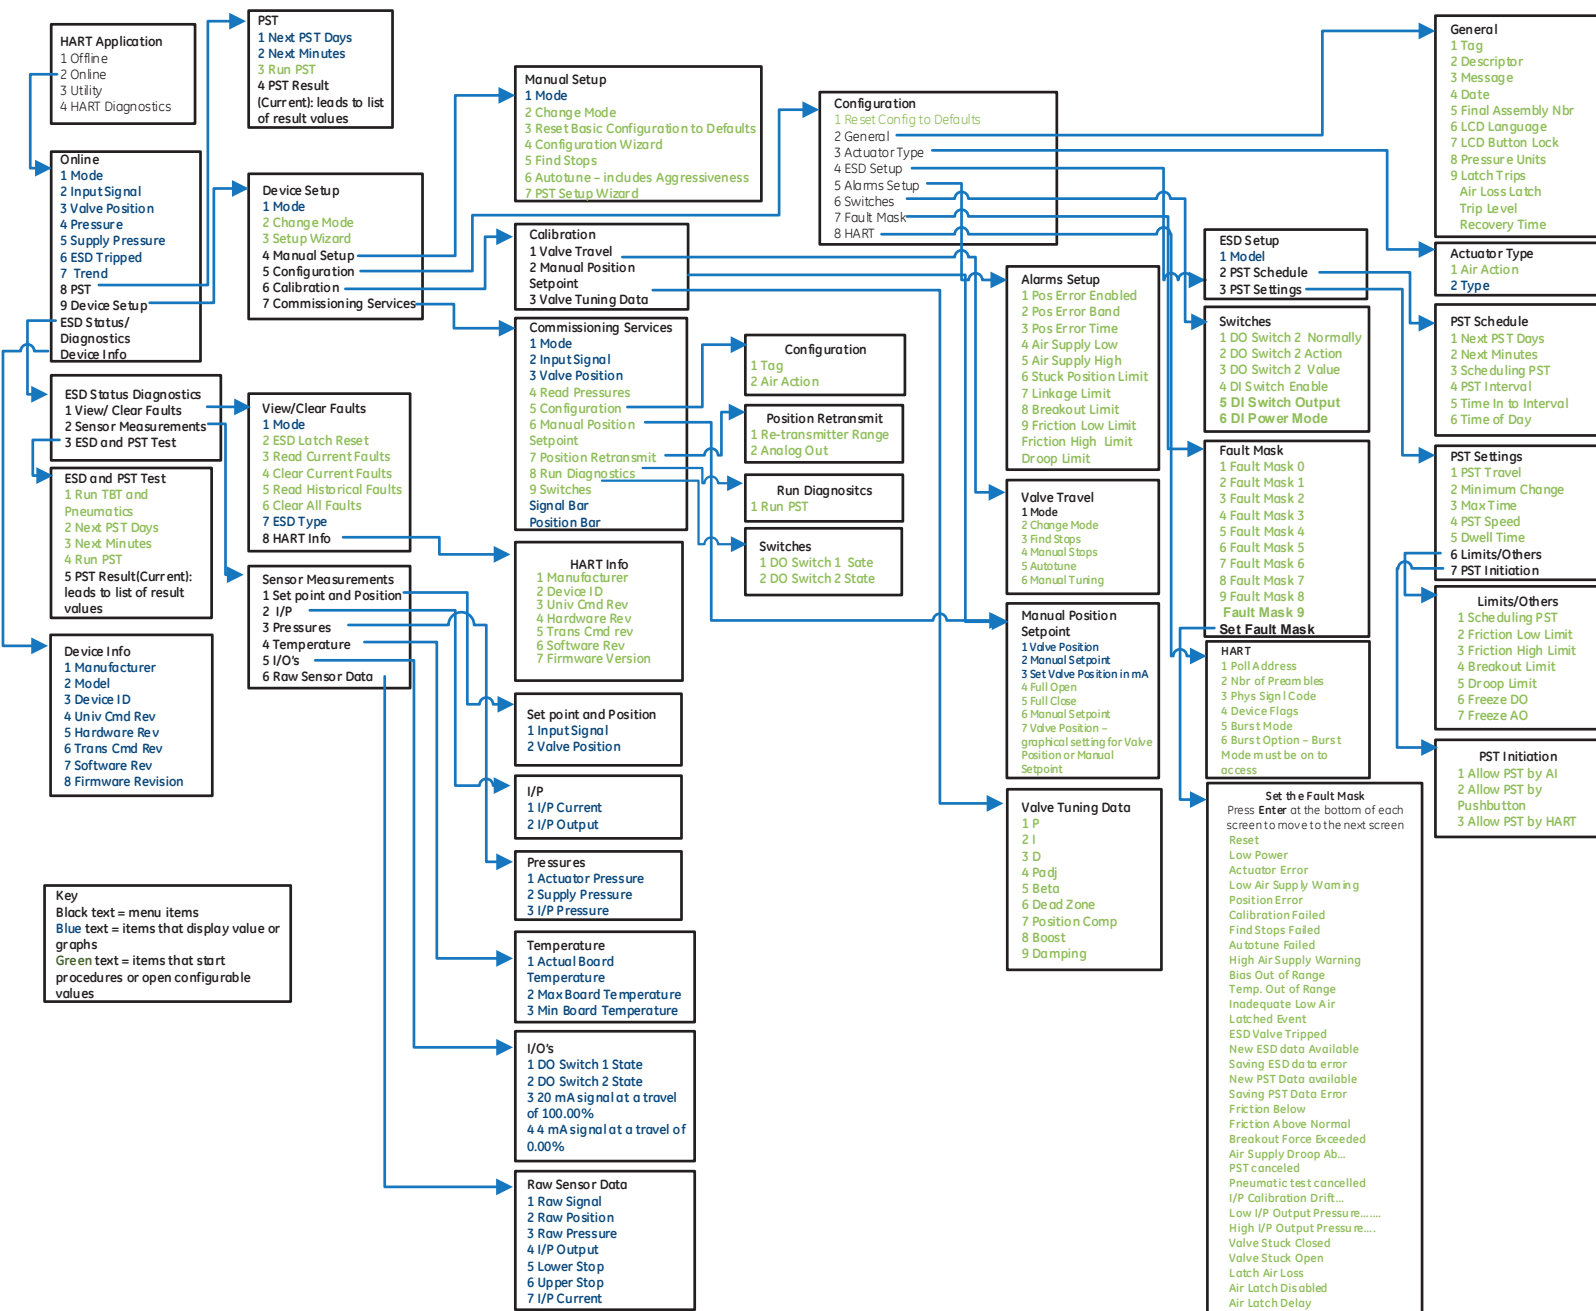 HART Application
1 Offline
2 Online
3 Utility
4 HART Diagnostics
PST
1 Next PST Days
2 Next Minutes
3 Run PST
4 PST Result
(Current): leads to list
of result values
Online
1 Mode
2 Input Signal
3 Valve Position
4 Pressure
5 Supply Pressure
6 ESD Tripped
7 Trend
8 PST
9 Device Setup
ESD Status/
Diagnostics
Device Info
Device Setup
1 Mode
2 Change Mode
3 Setup Wizard
4 Manual Setup
5 Configuration
6 Calibration
7 Commissioning Services
ESD Status Diagnostics
1 View/ Clear Faults
2 Sensor Measurements
3 ESD and PST Test
ESD and PST Test
1 Run TBT and
Pneumatics
2 Next PST Days
3 Next Minutes
4 Run PST
5 PST Result(Current):
leads to list of result
values
Device Info
1 Manufacturer
2 Model
3 Device ID
4 Univ Cmd Rev
5 Hardware Rev
6 Trans Cmd Rev
7 Software Rev
8 Firmware Revision
Key
Black text = menu items
Blue text = items that display value or
graphs
Green text = items that start
procedures or open configurable
values
View/Clear Faults
1 Mode
2 ESD Latch Reset
3 Read Current Faults
4 Clear Current Faults
5 Read Historical Faults
6 Clear All Faults
7 ESD Type
8 HART Info
Sensor Measurements
1 Set point and Position
2 I/P
3 Pressures
4 Temperature
5 I/O's
6 Raw Sensor Data
Manual Setup
1 Mode
2 Change Mode
3 Reset Basic Configuration to Defaults
4 Configuration Wizard
5 Find Stops
6 Autotune – includes Aggressiveness
7 PST Setup Wizard
Calibration
1 Valve Travel
2 Manual Position
Setpoint
3 Valve Tuning Data
Commissioning Services
1 Mode
2 Input Signal
3 Valve Position
4 Read Pressures
5 Configuration
6 Manual Position
Setpoint
7 Position Retransmit
8 Run Diagnostics
9 Switches
Signal Bar
Position Bar
HART Info
1 Manufacturer
2 Device ID
3 Univ Cmd Rev
4 Hardware Rev
5 Trans Cmd rev
6 Software Rev
7 Firmware Version
Set point and Position
1 Input Signal
2 Valve Position
I/P
1 I/P Current
2 I/P Output
Pressures
1 Actuator Pressure
2 Supply Pressure
3 I/P Pressure
Temperature
1 Actual Board
Temperature
2 Max Board Temperature
3 Min Board Temperature
I/O's
1 DO Switch 1 State
2 DO Switch 2 State
3 20 mA signal at a travel
of 100.00%
4 4 mA signal at a travel of
0.00%
Raw Sensor Data
1 Raw Signal
2 Raw Position
3 Raw Pressure
4 I/P Output
5 Lower Stop
6 Upper Stop
7 I/P Current
Configuration
1 Tag
2 Air Action
Position Retransmit
1 Re-transmitter Range
2 Analog Out
Run Diagnositcs
1 Run PST
Switches
1 DO Switch 1 Sate
2 DO Switch 2 State
Configuration
1 Reset Config to Defaults
2 General
3 Actuator Type
4 ESD Setup
5 Alarms Setup
6 Switches
7 Fault Mask
8 HART
Alarms Setup
1 Pos Error Enabled
2 Pos Error Band
3 Pos Error Time
4 Air Supply Low
5 Air Supply High
6 Stuck Position Limit
7 Linkage Limit
8 Breakout Limit
9 Friction Low Limit
Friction High Limit
Droop Limit
Valve Travel
1 Mode
2 Change Mode
3 Find Stops
4 Manual Stops
5 Autotune
6 Manual Tuning
Manual Position
Setpoint
1 Valve Position
2 Manual Setpoint
3 Set Valve Position in mA
4 Full Open
5 Full Close
6 Manual Setpoint
7 Valve Position –
graphical setting for Valve
Position or Manual
Setpoint
Valve Tuning Data
1 P
2 I
3 D
4 Padj
5 Beta
6 Dead Zone
7 Position Comp
8 Boost
9 Damping
ESD Setup
1 Model
2 PST Schedule
3 PST Settings
Switches
1 DO Switch 2 Normally
2 DO Switch 2 Action
3 DO Switch 2 Value
4 DI Switch Enable
5 DI Switch Output
6 DI Power Mode
Fault Mask
1 Fault Mask 0
2 Fault Mask 1
3 Fault Mask 2
4 Fault Mask 3
5 Fault Mask 4
6 Fault Mask 5
7 Fault Mask 6
8 Fault Mask 7
9 Fault Mask 8
Fault Mask 9
Set Fault Mask
HART
1 Poll Address
2 Nbr of Preambles
3 Phys Signl Code
4 Device Flags
5 Burst Mode
6 Burst Option – Burst
Mode must be on to
access
Set the Fault Mask
Press Enter at the bottom of each
screen to move to the next screen
Reset
Low Power
Actuator Error
Low Air Supply Warning
Position Error
Calibration Failed
Find Stops Failed
Autotune Failed
High Air Supply Warning
Bias Out of Range
Temp. Out of Range
Inadequate Low Air
Latched Event
ESD Valve Tripped
New ESD data Available
Saving ESD data error
New PST Data available
Saving PST Data Error
Friction Below
Friction Above Normal
Breakout Force Exceeded
Air Supply Droop Ab...
PST canceled
Pneumatic test cancelled
I/P Calibration Drift...
Low I/P Output Pressure.......
High I/P Output Pressure....
Valve Stuck Closed
Valve Stuck Open
Latch Air Loss
Air Latch Disabled
Air Latch Delay
General
1 Tag
2 Descriptor
3 Message
4 Date
5 Final Assembly Nbr
6 LCD Language
7 LCD Button Lock
8 Pressure Units
9 Latch Trips
Air Loss Latch
Trip Level
Recovery Time
Actuator Type
1 Air Action
2 Type
PST Schedule
1 Next PST Days
2 Next Minutes
3 Scheduling PST
4 PST Interval
5 Time In to Interval
6 Time of Day
PST Settings
1 PST Travel
2 Minimum Change
3 Max Time
4 PST Speed
5 Dwell Time
6 Limits/Others
7 PST Initiation
Limits/Others
1 Scheduling PST
2 Friction Low Limit
3 Friction High Limit
4 Breakout Limit
5 Droop Limit
6 Freeze DO
7 Freeze AO
PST Initiation
1 Allow PST by AI
2 Allow PST by
Pushbutton
3 Allow PST by HART